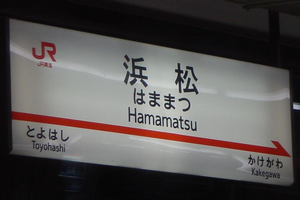 JR
JR東海
浜松
はままつ
Hamamatsu
とよはし
Toyohashi
かけがわ
Kakegawa